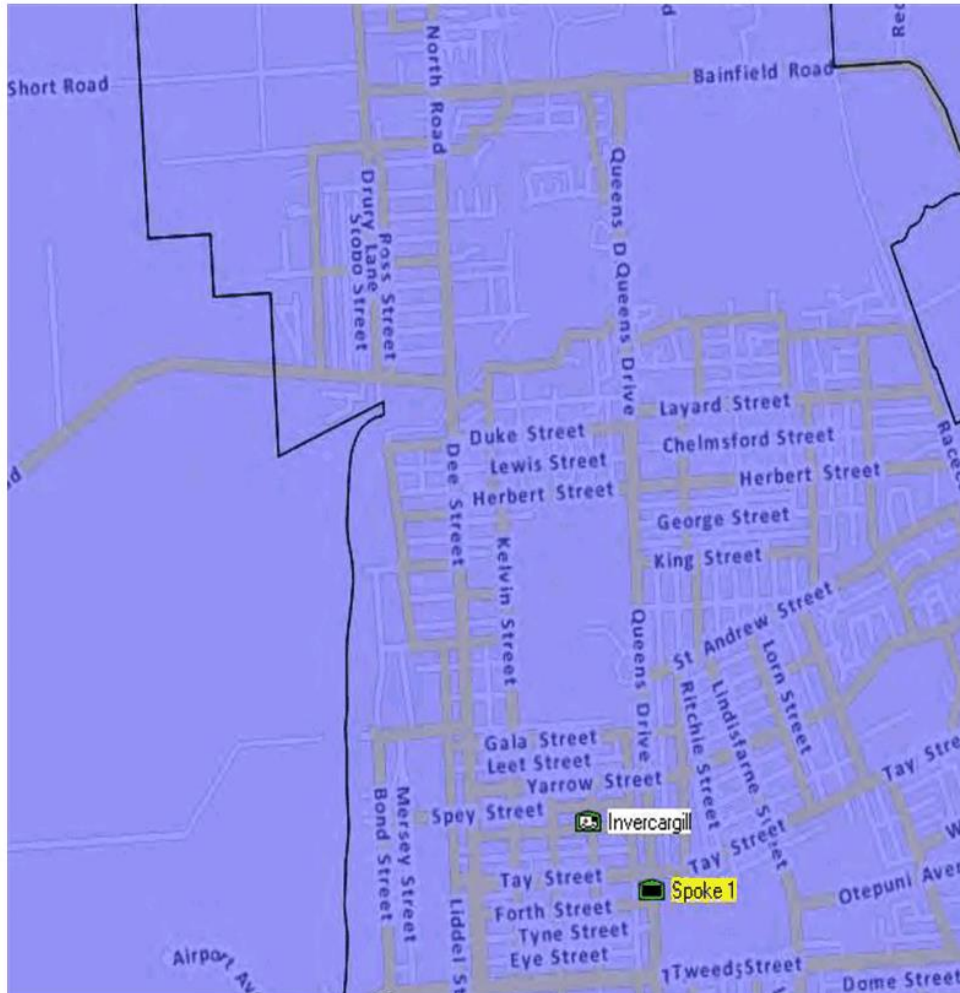 Short Road
North Road
Bainfield Road
Drury Lane
Stobo Street
Ross Street
Queens D
Queens Drive
Layard Street
Duke Street
Chelmsford Street
Lewis Street
Herbert Street
Herbert Street
Dee Street
George Street
King Street
Kelvin Street
St Andrew Street
Queens Drive
Lorn Street
Ritchie Street
Lindisfarne Street
Gala Street
Leet Street
Yarrow Street
Tay Stre
Spey Street
Invercargill
Bond Street
Mersey Street
Tay Street
Tay Street
Spoke 1
Otepuni Aven
Forth Street
Tyne Street
Eye Street
Liddel St
Airport Av
Tweed Street
Dome Street